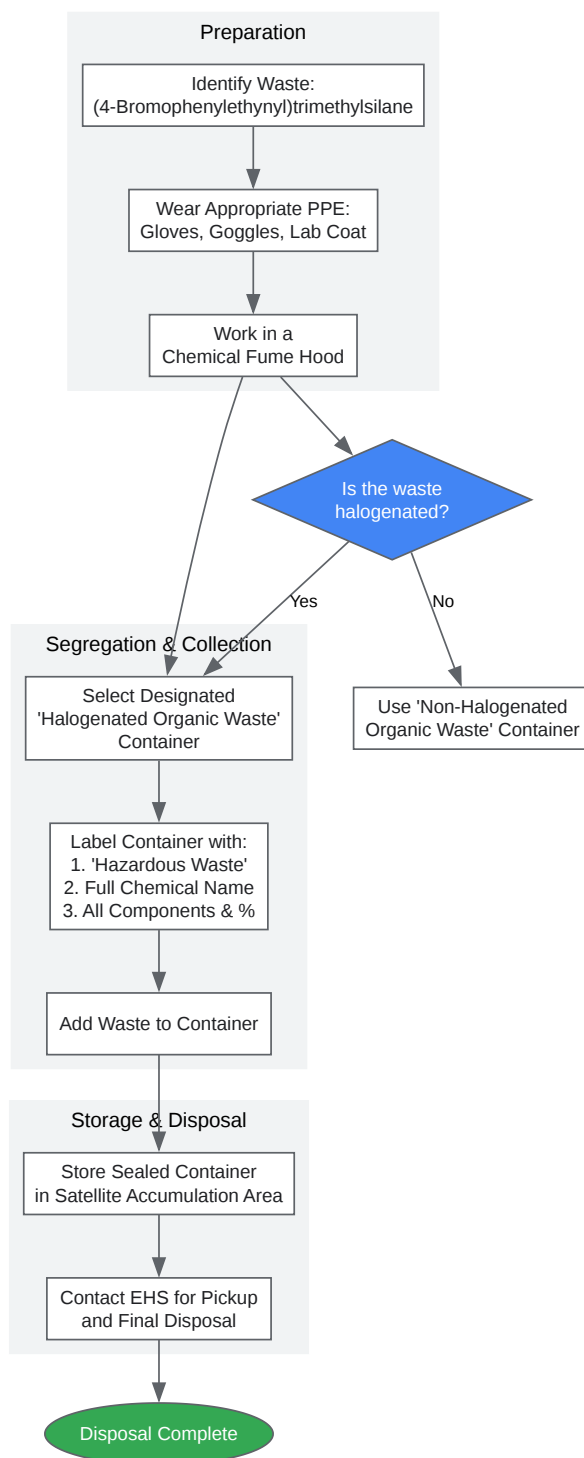 Preparation
Identify Waste:
(4-Bromophenylethynyl)trimethylsilane
Wear Appropriate PPE:
Gloves, Goggles, Lab Coat
Work in a
Chemical Fume Hood
Is the waste
halogenated?
Yes
No
Segregation & Collection
Select Designated
'Halogenated Organic Waste'
Container
Use 'Non-Halogenated
Organic Waste' Container
Label Container with:
1. 'Hazardous Waste'
2. Full Chemical Name
3. All Components & %
Add Waste to Container
Storage & Disposal
Store Sealed Container
in Satellite Accumulation Area
Contact EHS for Pickup
and Final Disposal
Disposal Complete